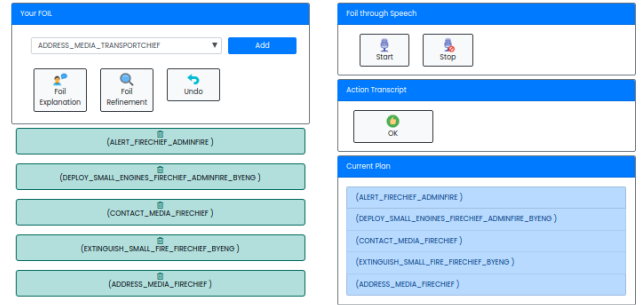 Your FOIL
ADDRESS_MEDIA_TRANSPORTCHIEF
Add
Foil
Explanation
Foil
Refinement
Undo
(ALERT_FIRECHIEF_ADMINFIRE )
(DEPLOY_SMALL_ENGINES_FIRECHIEF_ADMINFIRE_BYENG )
(CONTACT_MEDIA_FIRECHIEF )
(EXTINGUISH_SMALL_FIRE_FIRECHIEF_BYENG )
(ADDRESS_MEDIA_FIRECHIEF )
Foil through Speech
Start
Stop
Action Transcript
OK
Current Plan
(ALERT_FIRECHIEF_ADMINFIRE )
(DEPLOY_SMALL_ENGINES_FIRECHIEF_ADMINFIRE_BYENG )
(CONTACT_MEDIA_FIRECHIEF )
(EXTINGUISH_SMALL_FIRE_FIRECHIEF_BYENG )
(ADDRESS_MEDIA_FIRECHIEF )